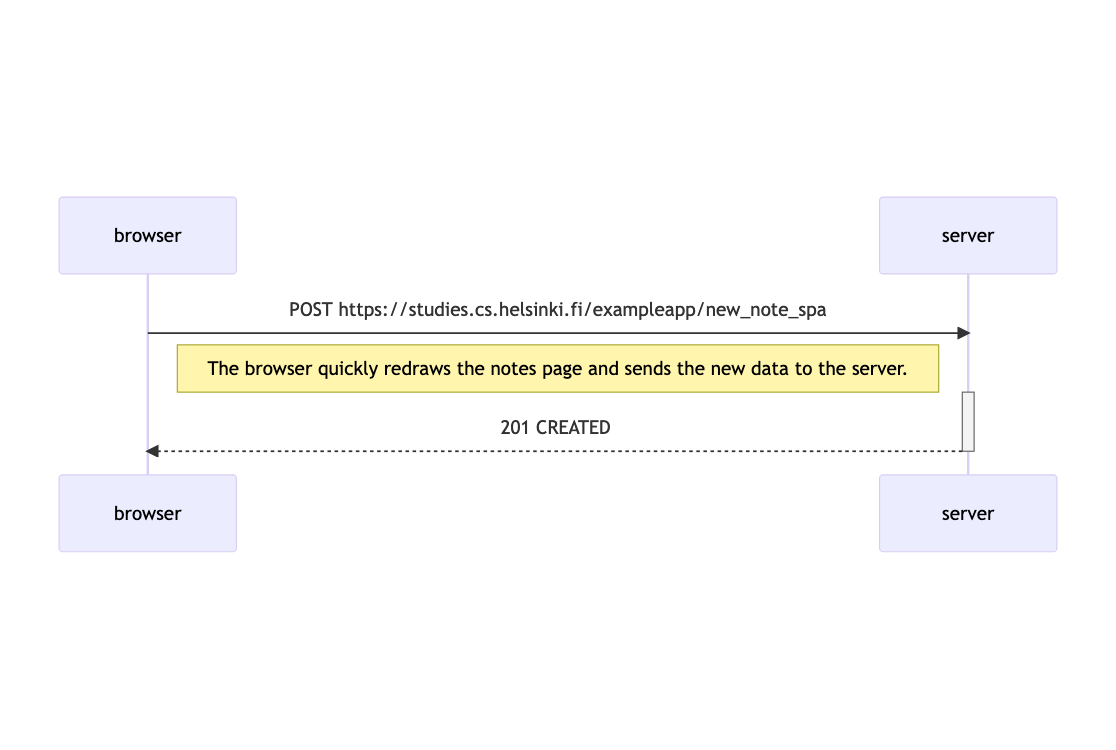 browser
server
POST https://studies.cs.helsinki.fi/exampleapp/new_note_spa
The browser quickly redraws the notes page and sends the new data to the server.
201 CREATED
browser
server